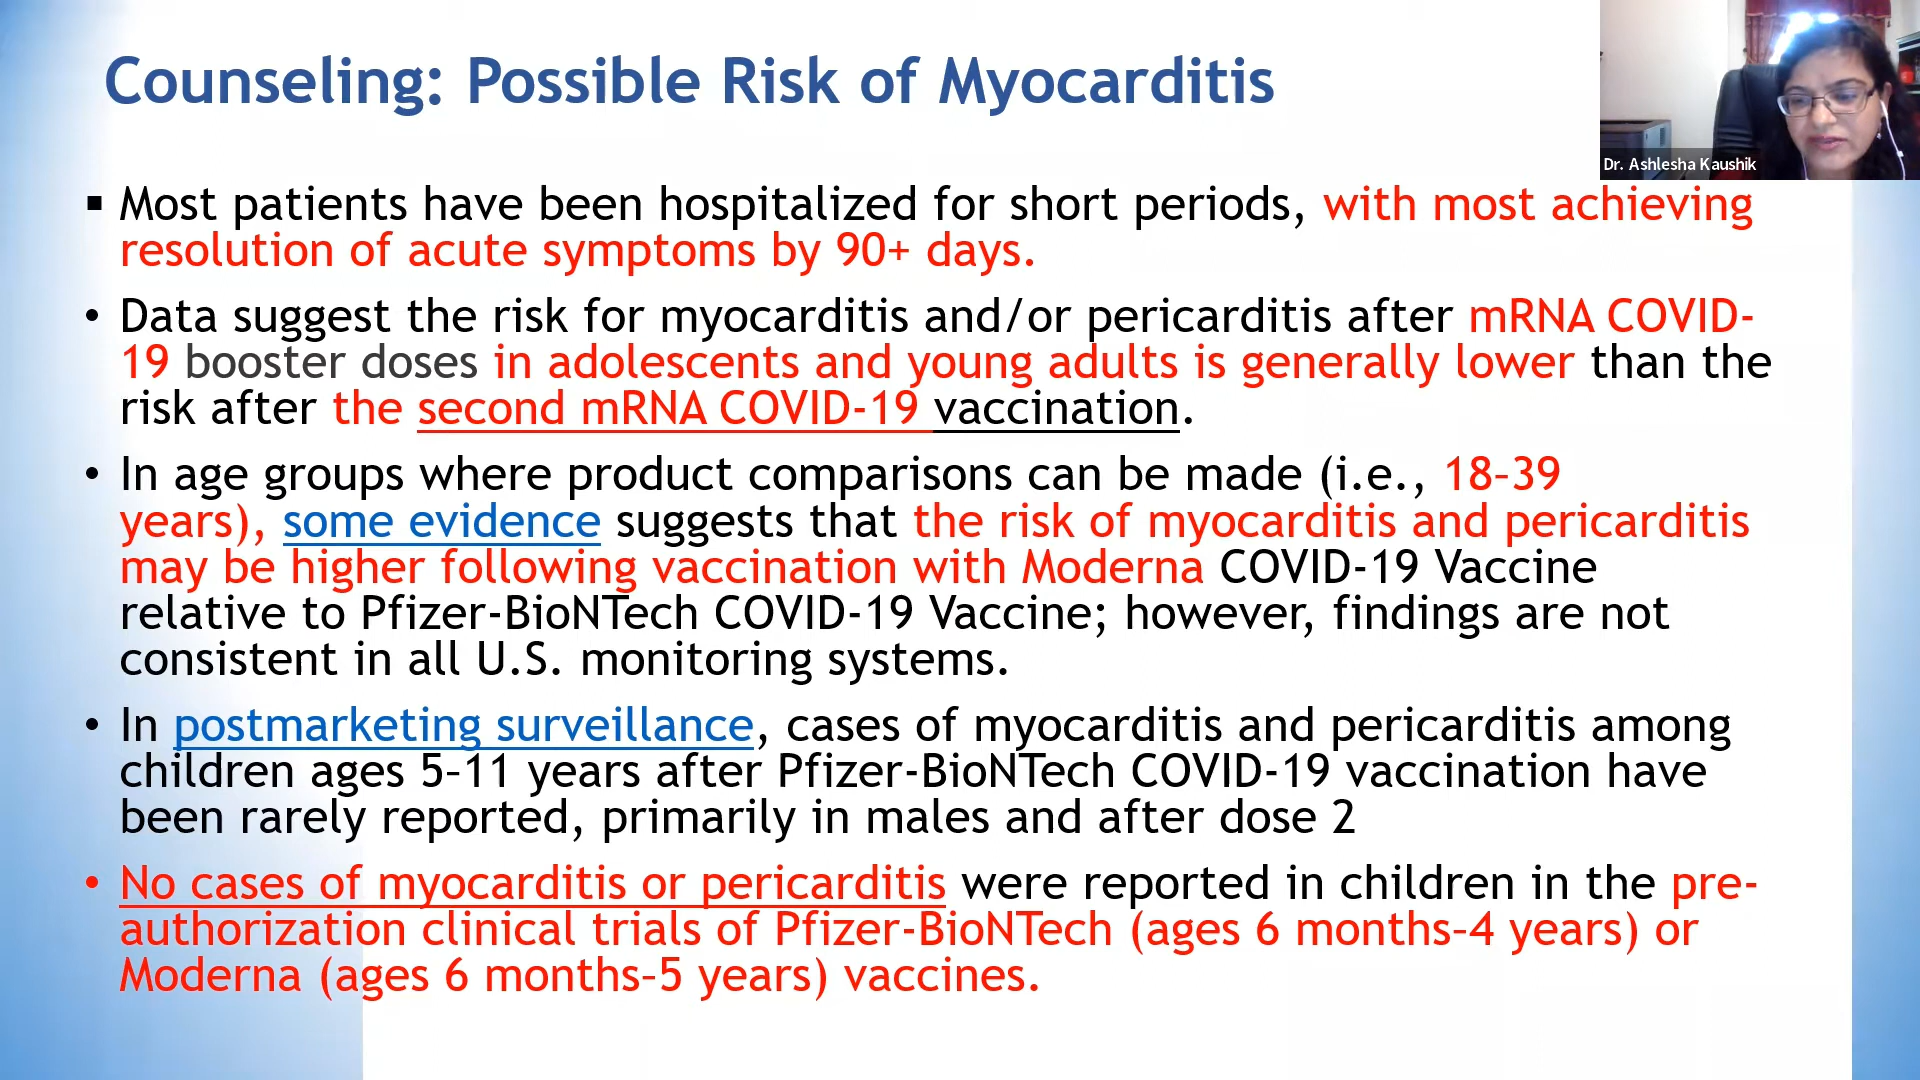 Counseling: Possible Risk of Myocarditis
Dr. Ashlesha Kaushik
▪ Most patients have been hospitalized for short periods, with most achieving
resolution of acute symptoms by 90+ days.
• Data suggest the risk for myocarditis and/or pericarditis after mRNA COVID-
19 booster doses in adolescents and young adults is generally lower than the
risk after the second mRNA COVID-19 vaccination.
• In age groups where product comparisons can be made (i.e., 18–39
years), some evidence suggests that the risk of myocarditis and pericarditis
may be higher following vaccination with Moderna COVID-19 Vaccine
relative to Pfizer-BioNTech COVID-19 Vaccine; however, findings are not
consistent in all U.S. monitoring systems.
• In postmarketing surveillance, cases of myocarditis and pericarditis among
children ages 5–11 years after Pfizer-BioNTech COVID-19 vaccination have
been rarely reported, primarily in males and after dose 2
• No cases of myocarditis or pericarditis were reported in children in the pre-
authorization clinical trials of Pfizer-BioNTech (ages 6 months–4 years) or
Moderna (ages 6 months–5 years) vaccines.